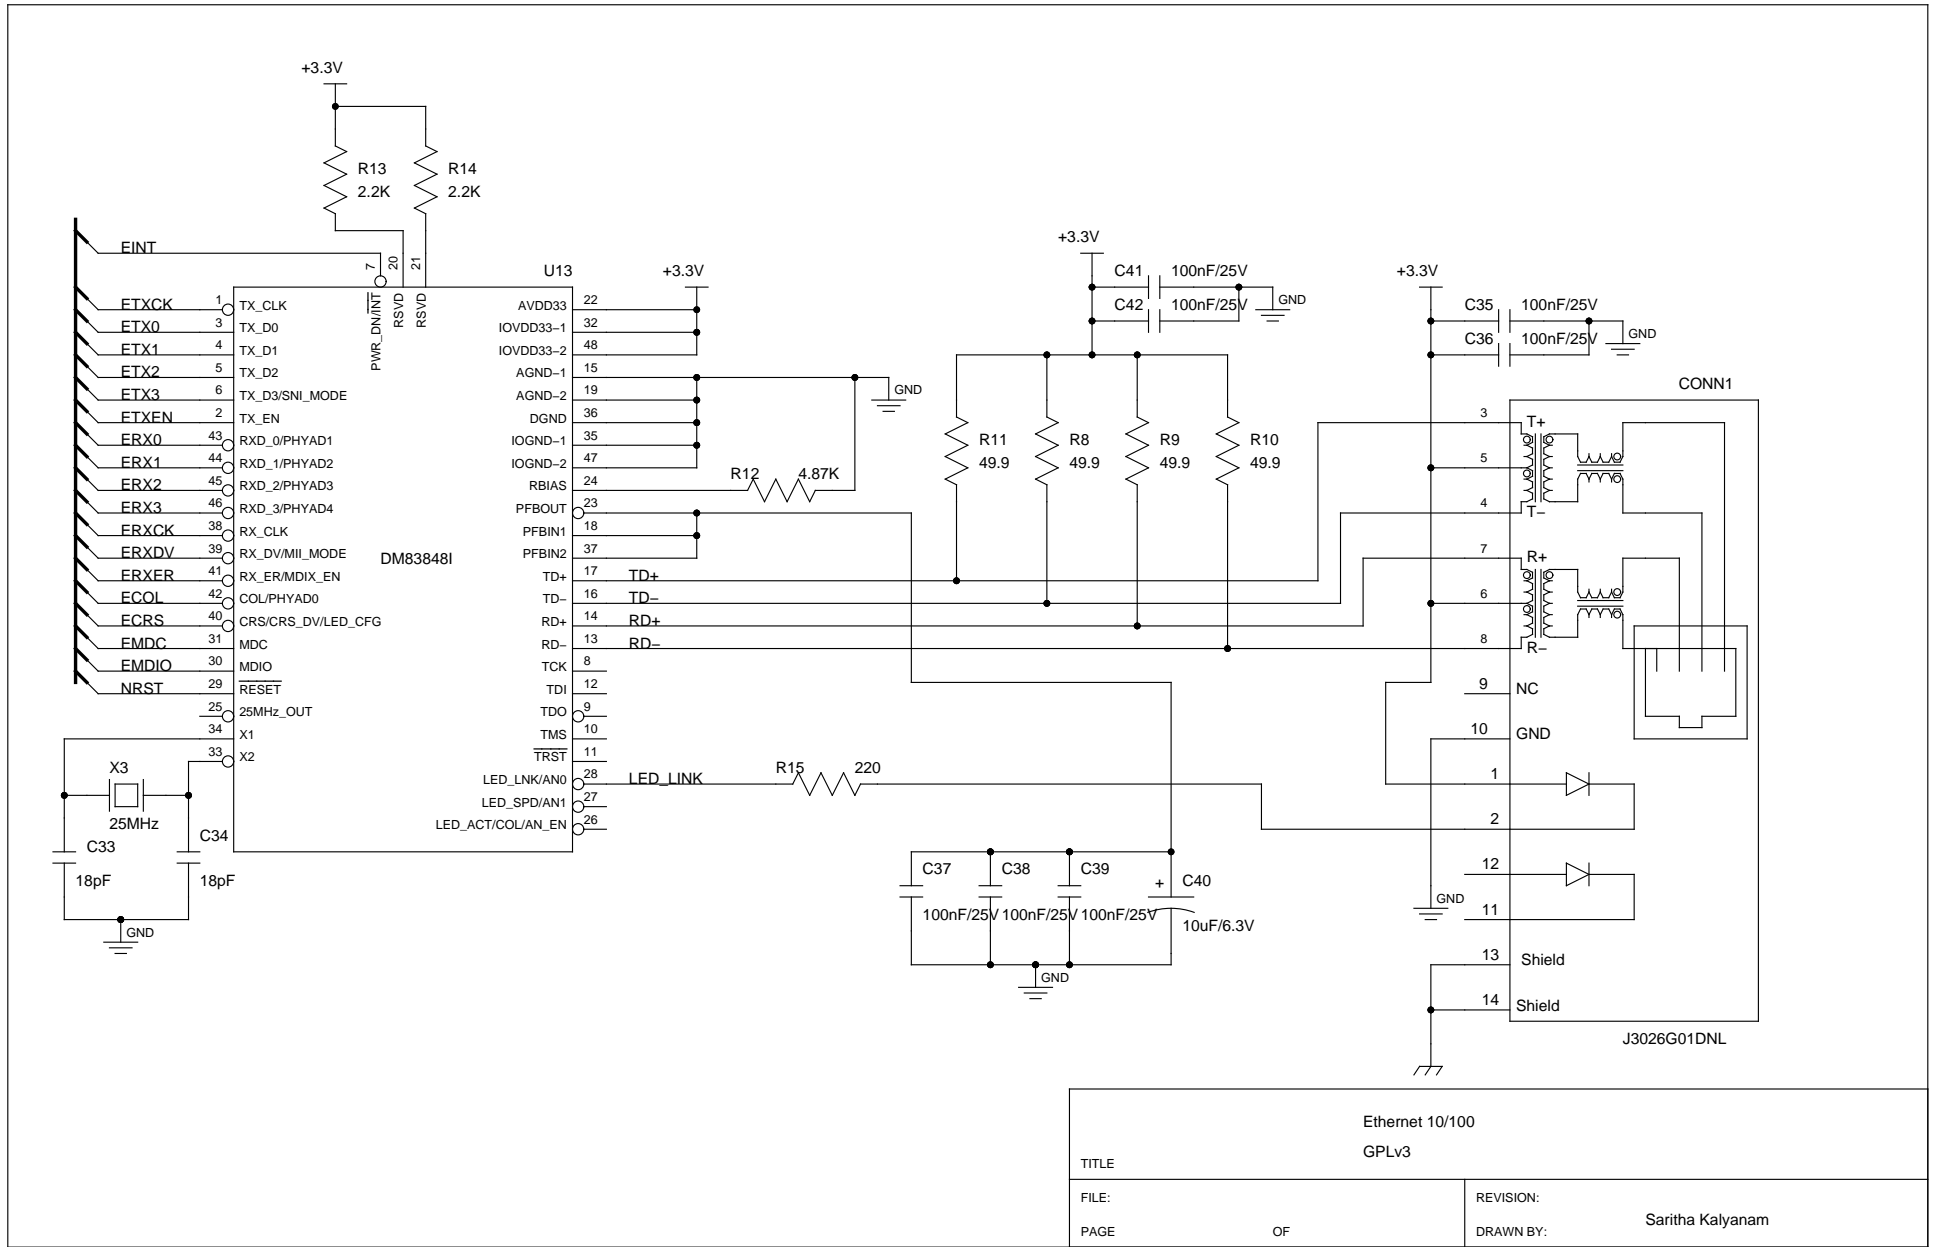 +3.3V
R13
2.2K
R14
2.2K
EINT
7
20
21
PWR_DN/INT
RSVD
RSVD
U13
+3.3V
ETXCK 1 TX_CLK
ETX0 3 TX_D0
ETX1 4 TX_D1
ETX2 5 TX_D2
ETX3 6 TX_D3/SNI_MODE
ETXEN 2 TX_EN
ERX0 43 RXD_0/PHYAD1
ERX1 44 RXD_1/PHYAD2
ERX2 45 RXD_2/PHYAD3
ERX3 46 RXD_3/PHYAD4
ERXCK 38 RX_CLK
ERXDV 39 RX_DV/MII_MODE
ERXER 41 RX_ER/MDIX_EN
ECOL 42 COL/PHYAD0
ECRS 40 CRS/CRS_DV/LED_CFG
EMDC 31 MDC
EMDIO 30 MDIO
NRST 29 RESET
25 25MHz_OUT
34 X1
33 X2
DM83848I
AVDD33 22
IOVDD33−1 32
IOVDD33−2 48
AGND−1 15
AGND−2 19
DGND 36
IOGND−1 35
IOGND−2 47
RBIAS 24
PFBOUT 23
PFBIN1 18
PFBIN2 37
TD+ 17 TD+
TD− 16 TD−
RD+ 14 RD+
RD− 13 RD−
TCK 8
TDI 12
TDO 9
TMS 10
TRST 11
LED_LNK/AN0 28 LED_LINK
LED_SPD/AN1 27
LED_ACT/COL/AN_EN 26
GND
R12 4.87K
R15 220
X3
25MHz
C33
18pF
C34
18pF
GND
+3.3V
C41 100nF/25V
C42 100nF/25V
GND
R11
49.9
R8
49.9
R9
49.9
R10
49.9
C37
100nF/25V
C38
100nF/25V
C39
100nF/25V
+
C40
10uF/6.3V
GND
+3.3V
C35 100nF/25V
C36 100nF/25V
GND
CONN1
3 T+
5
4 T−
7 R+
6
8 R−
9 NC
10 GND
1
2
12
11
GND
13 Shield
14 Shield
J3026G01DNL
Ethernet 10/100
GPLv3
TITLE
FILE:
REVISION:
PAGE OF
DRAWN BY: Saritha Kalyanam